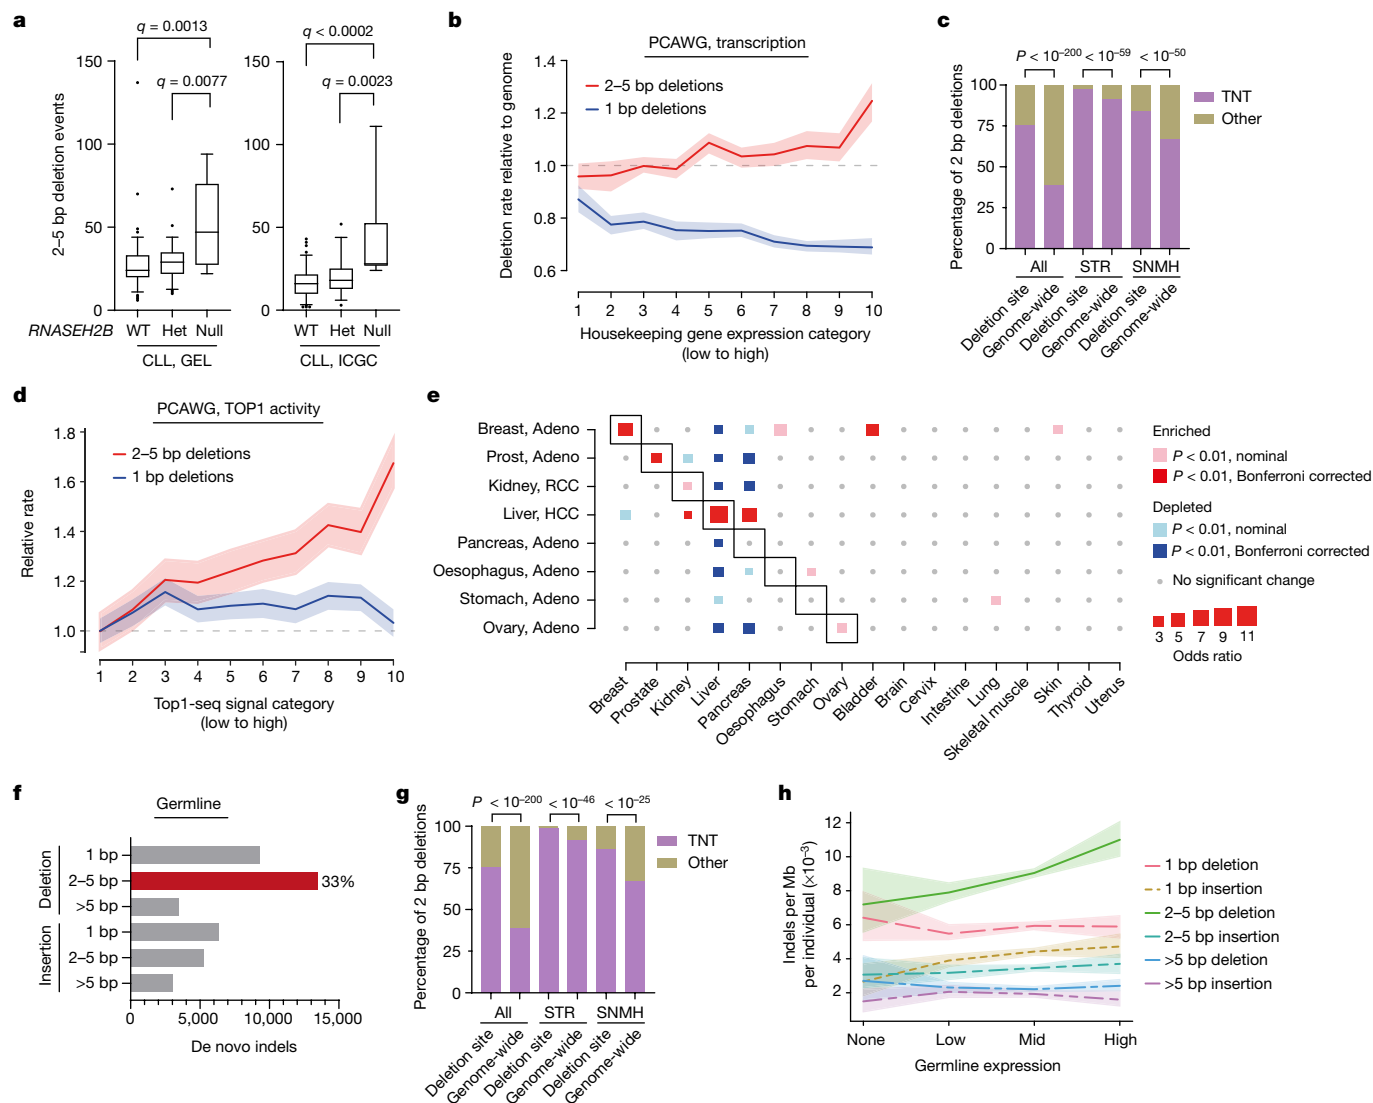 a
q = 0.0013
q = 0.0077
q < 0.0002
q = 0.0023
2–5 bp deletion events
150
100
50
0
150
100
50
0
RNASEH2B
WT Het Null
WT Het Null
CLL, GEL
CLL, ICGC
b
PCAWG, transcription
2–5 bp deletions
1 bp deletions
Deletion rate relative to genome
1.4
1.2
1.0
0.8
0.6
1 2 3 4 5 6 7 8 9 10
Housekeeping gene expression category
(low to high)
c
P < 10–200 < 10–59 < 10–50
Percentage of 2 bp deletions
100
75
50
25
0
TNT
Other
All STR SNMH
Deletion site
Genome-wide
Deletion site
Genome-wide
Deletion site
Genome-wide
d
PCAWG, TOP1 activity
2–5 bp deletions
1 bp deletions
Relative rate
1.8
1.6
1.4
1.2
1.0
1 2 3 4 5 6 7 8 9 10
Top1-seq signal category
(low to high)
e
Breast, Adeno
Prost, Adeno
Kidney, RCC
Liver, HCC
Pancreas, Adeno
Oesophagus, Adeno
Stomach, Adeno
Ovary, Adeno
Breast
Prostate
Kidney
Liver
Pancreas
Oesophagus
Stomach
Ovary
Bladder
Brain
Cervix
Intestine
Lung
Skeletal muscle
Skin
Thyroid
Uterus
Enriched
P < 0.01, nominal
P < 0.01, Bonferroni corrected
Depleted
P < 0.01, nominal
P < 0.01, Bonferroni corrected
No significant change
3 5 7 9 11
Odds ratio
f
Germline
Deletion
1 bp
2–5 bp
>5 bp
33%
Insertion
1 bp
2–5 bp
>5 bp
0 5,000 10,000 15,000
De novo indels
g
P < 10–200 < 10–46 < 10–25
Percentage of 2 bp deletions
100
75
50
25
0
TNT
Other
All STR SNMH
Deletion site
Genome-wide
Deletion site
Genome-wide
Deletion site
Genome-wide
h
Indels per Mb
per individual (×10–3)
12
10
8
6
4
2
None Low Mid High
Germline expression
1 bp deletion
1 bp insertion
2–5 bp deletion
2–5 bp insertion
>5 bp deletion
>5 bp insertion